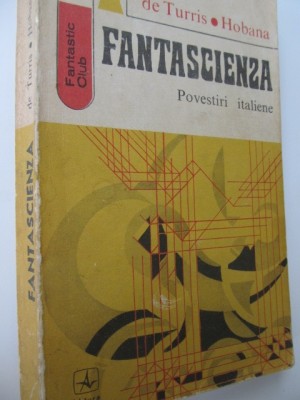 de Turris • Hobana
Fantastic
Club
FANTASCIENZA
Povestiri italiene
de Turris • Hobana
FANTASCIENZA